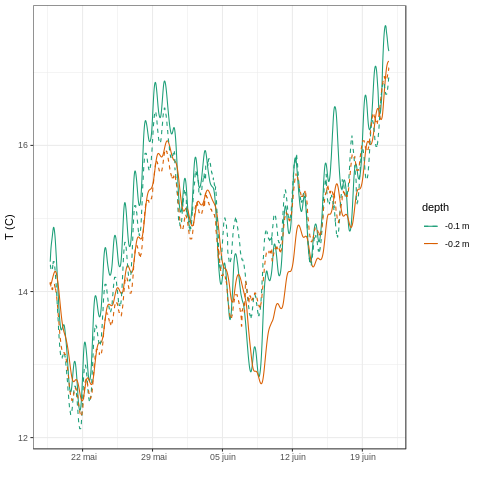 T (C)
16
14
12
22 mai
29 mai
05 juin
12 juin
19 juin
depth
-0.1 m
-0.2 m